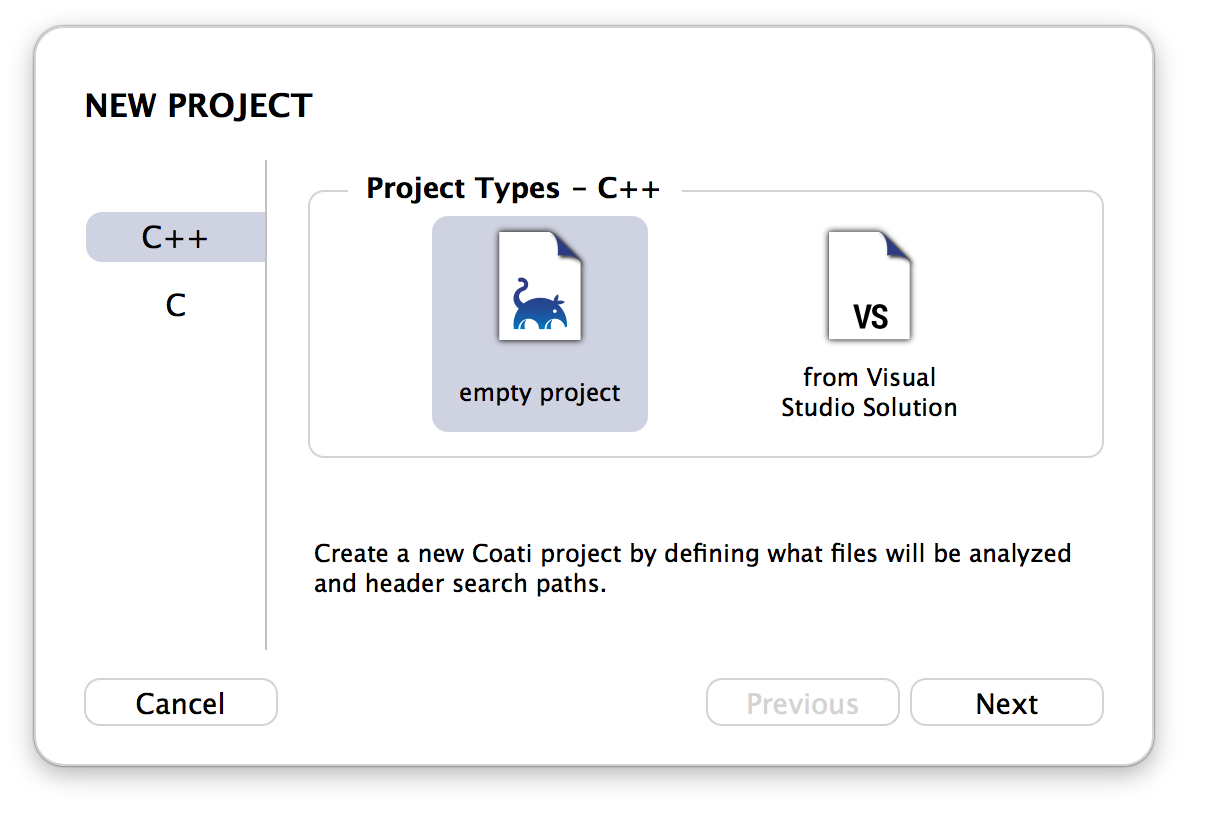 NEW PROJECT
C++
C
Project Types – C++
empty project
VS
from Visual
Studio Solution
Create a new Coati project by defining what files will be analyzed
and header search paths.
Cancel
Previous
Next